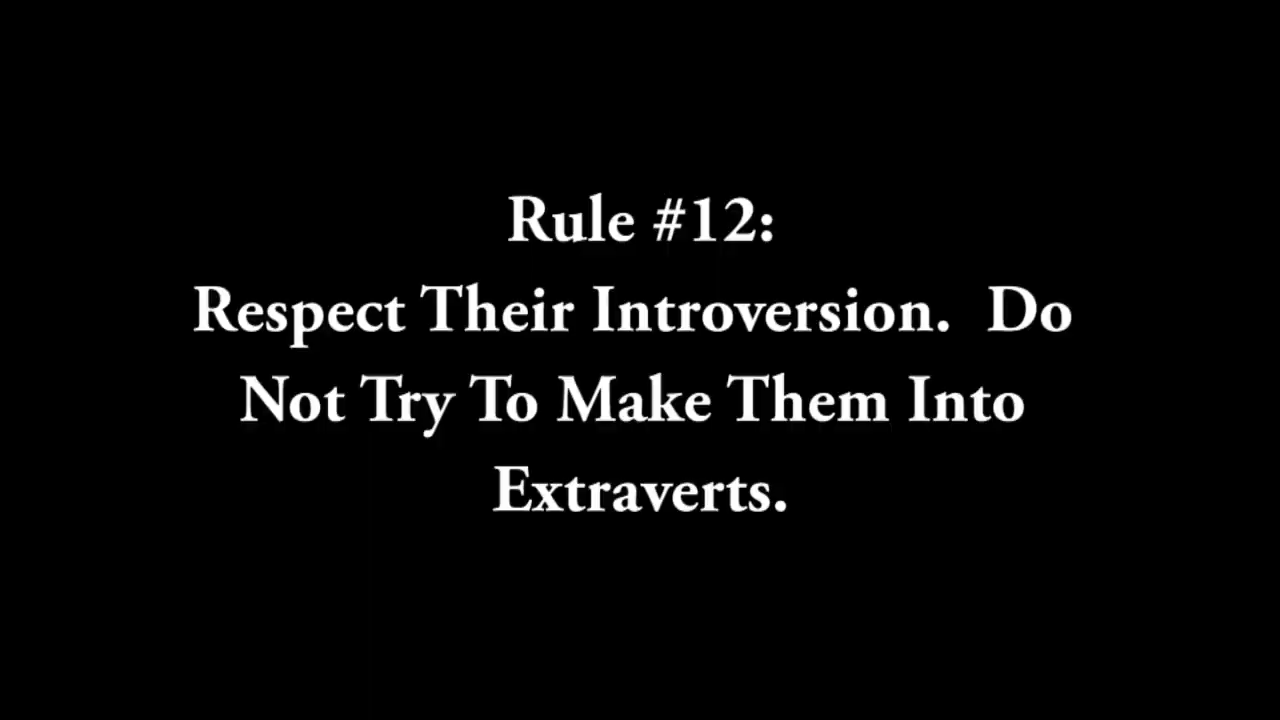 Rule #12:
Respect Their Introversion.  Do
Not Try To Make Them Into
Extraverts.